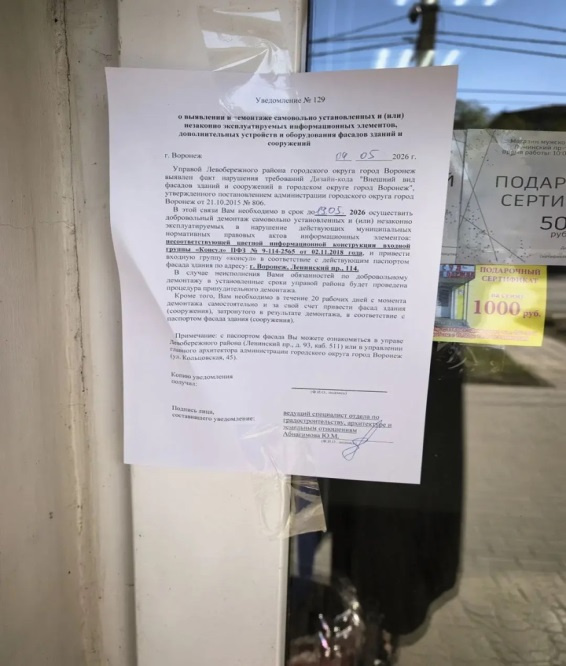 Уведомление № 129
о выявлении и демонтаже самовольно установленных и (или)
незаконно эксплуатируемых информационных элементов,
дополнительных устройств и оборудования фасадов зданий и
сооружений
г. Воронеж 04 05 2026 г.
Управой Левобережного района городского округа город Воронеж
выявлен факт нарушения требований Дизайн-кода "Внешний вид
фасадов зданий и сооружений в городском округе город Воронеж",
утвержденного постановлением администрации городского округа город
Воронеж от 21.10.2015 № 806.
В этой связи Вам необходимо в срок до 19.05. 2026 осуществить
добровольный демонтаж самовольно установленных и (или) незаконно
эксплуатируемых в нарушение действующих муниципальных
нормативных правовых актов информационных элементов:
несоответствующей цветной информационной конструкции входной
группы «Консул» ПФЗ № 9-114-2565 от 02.11.2018 года, и привести
входную группу «консул» в соответствие с действующим паспортом
фасада здания по адресу: г. Воронеж, Ленинский пр., 114.
В случае неисполнения Вами обязанностей по добровольному
демонтажу в установленные сроки управой района будет проведена
процедура принудительного демонтажа.
Кроме того, Вам необходимо в течение 20 рабочих дней с момента
демонтажа самостоятельно и за свой счет привести фасад здания
(сооружения), затронутого в результате демонтажа, в соответствие с
паспортом фасада здания (сооружения).
Примечание: с паспортом фасада Вы можете ознакомиться в управе
Левобережного района (Ленинский пр., д. 93, каб. 511) или в управлении
главного архитектора администрации городского округа город Воронеж
(ул. Кольцовская, 45).
Копию уведомления
получил:
(Ф.И.О., подпись)
Подпись лица,
составившего уведомление:
ведущий специалист отдела по
градостроительству, архитектуре и
земельным отношениям
Ю.М.
(Ф.И.О., подпись)
Ленинский пр
ПОДАР
СЕРТИ
50
руб
ПОДАРОЧНЫЙ
СЕРТИФИКАТ
1000 руб.